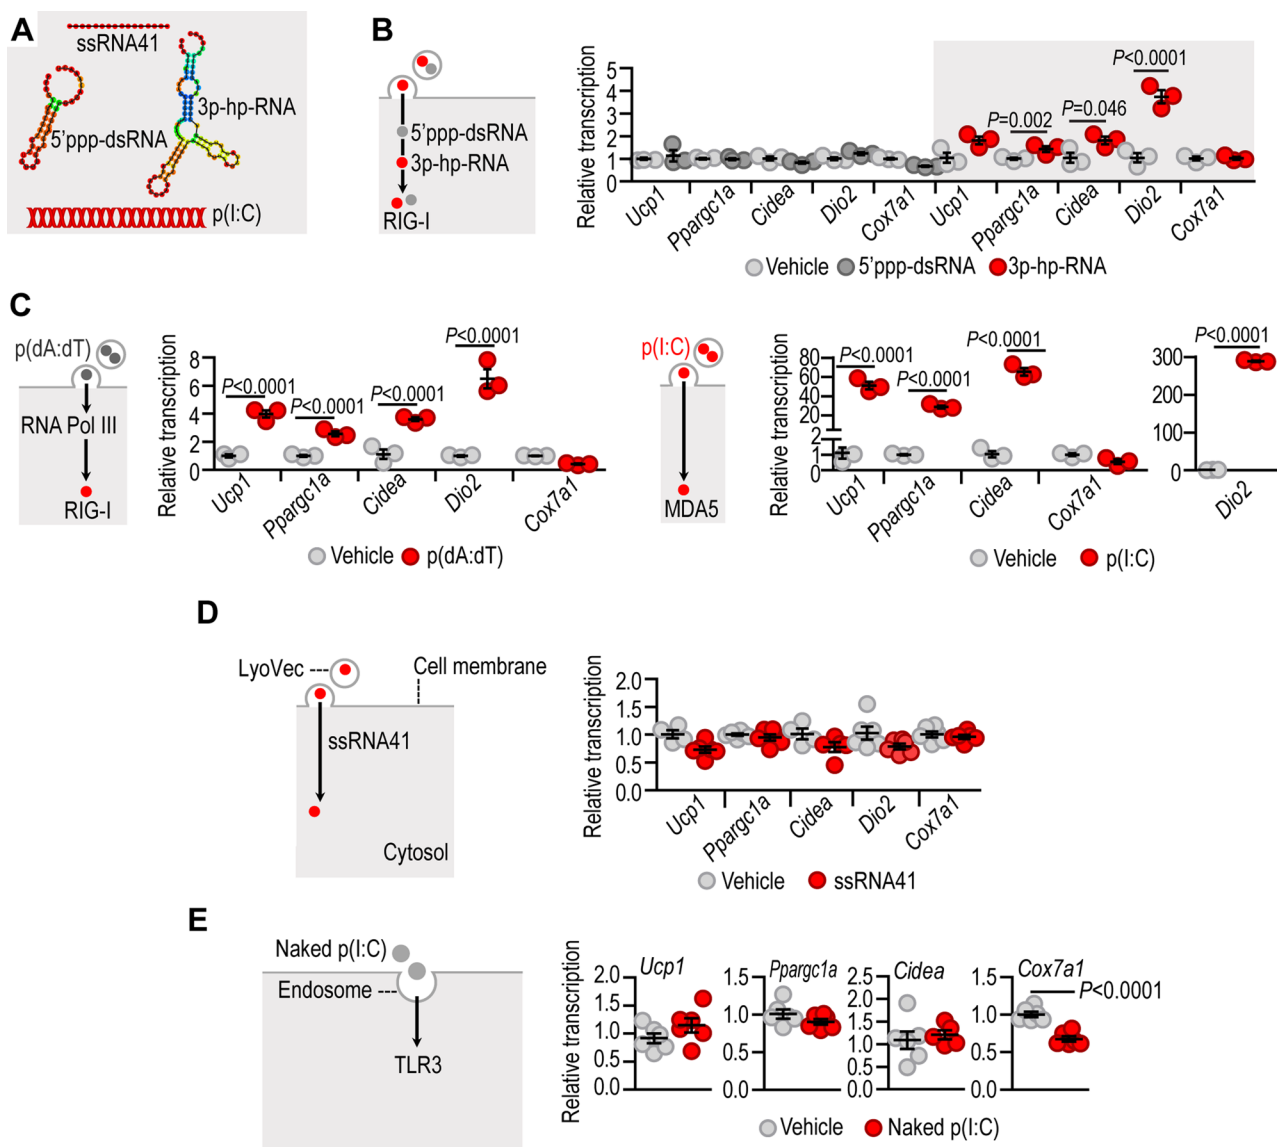 A
ssRNA41
3p-hp-RNA
5'ppp-dsRNA
p(I:C)
B
5'ppp-dsRNA
3p-hp-RNA
RIG-I
Relative transcription
5
4
3
2
1
0
P=0.002
P=0.046
P<0.0001
Ucp1
Ppargc1a
Cidea
Dio2
Cox7a1
Ucp1
Ppargc1a
Cidea
Dio2
Cox7a1
Vehicle 5'ppp-dsRNA 3p-hp-RNA
C
p(dA:dT)
RNA Pol III
RIG-I
Relative transcription
8
6
4
2
0
P<0.0001
P<0.0001
P<0.0001
P<0.0001
Ucp1
Ppargc1a
Cidea
Dio2
Cox7a1
Vehicle p(dA:dT)
p(I:C)
MDA5
Relative transcription
80
60
40
20
2
1
0
P<0.0001
P<0.0001
P<0.0001
Ucp1
Ppargc1a
Cidea
Cox7a1
300
200
100
0
P<0.0001
Dio2
Vehicle p(I:C)
D
LyoVec
Cell membrane
ssRNA41
Cytosol
Relative transcription
2.0
1.5
1.0
0.5
0.0
Ucp1
Ppargc1a
Cidea
Dio2
Cox7a1
Vehicle ssRNA41
E
Naked p(I:C)
Endosome
TLR3
Relative transcription
Ucp1
2.0
1.5
1.0
0.5
0.0
Ppargc1a
1.5
1.0
0.5
0.0
Cidea
2.5
2.0
1.5
1.0
0.5
0.0
Cox7a1
1.5
1.0
0.5
0.0
P<0.0001
Vehicle Naked p(I:C)